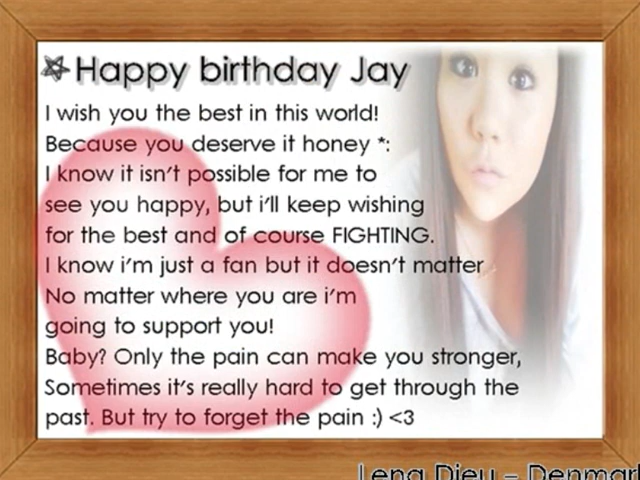 Happy birthday Jay
I wish you the best in this world!
Because you deserve it honey *:
I know it isn't possible for me to
see you happy, but i'll keep wishing
for the best and of course FIGHTING.
I know i'm just a fan but it doesn't matter
No matter where you are i'm
going to support you!
Baby? Only the pain can make you stronger,
Sometimes it's really hard to get through the
past. But try to forget the pain :) <3
Lena Dieu - Denmark